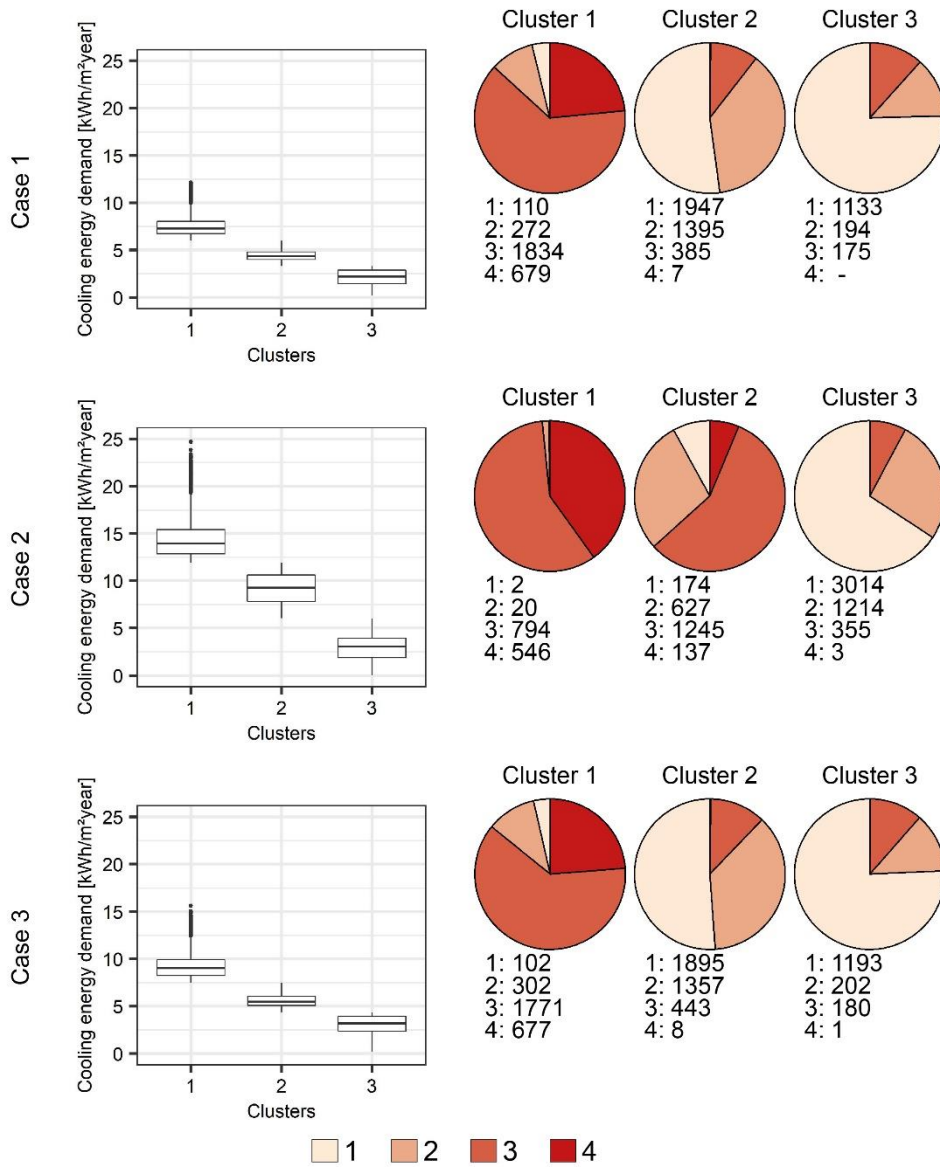 Case 1
Cooling energy demand [kWh/m²year]
25
20
15
10
5
0
1 2 3
Clusters
Cluster 1 Cluster 2 Cluster 3
1: 110 1: 1947 1: 1133
2: 272 2: 1395 2: 194
3: 1834 3: 385 3: 175
4: 679 4: 7 4: -
Case 2
Cooling energy demand [kWh/m²year]
25
20
15
10
5
0
1 2 3
Clusters
Cluster 1 Cluster 2 Cluster 3
1: 2 1: 174 1: 3014
2: 20 2: 627 2: 1214
3: 794 3: 1245 3: 355
4: 546 4: 137 4: 3
Case 3
Cooling energy demand [kWh/m²year]
25
20
15
10
5
0
1 2 3
Clusters
Cluster 1 Cluster 2 Cluster 3
1: 102 1: 1895 1: 1193
2: 302 2: 1357 2: 202
3: 1771 3: 443 3: 180
4: 677 4: 8 4: 1
1 2 3 4